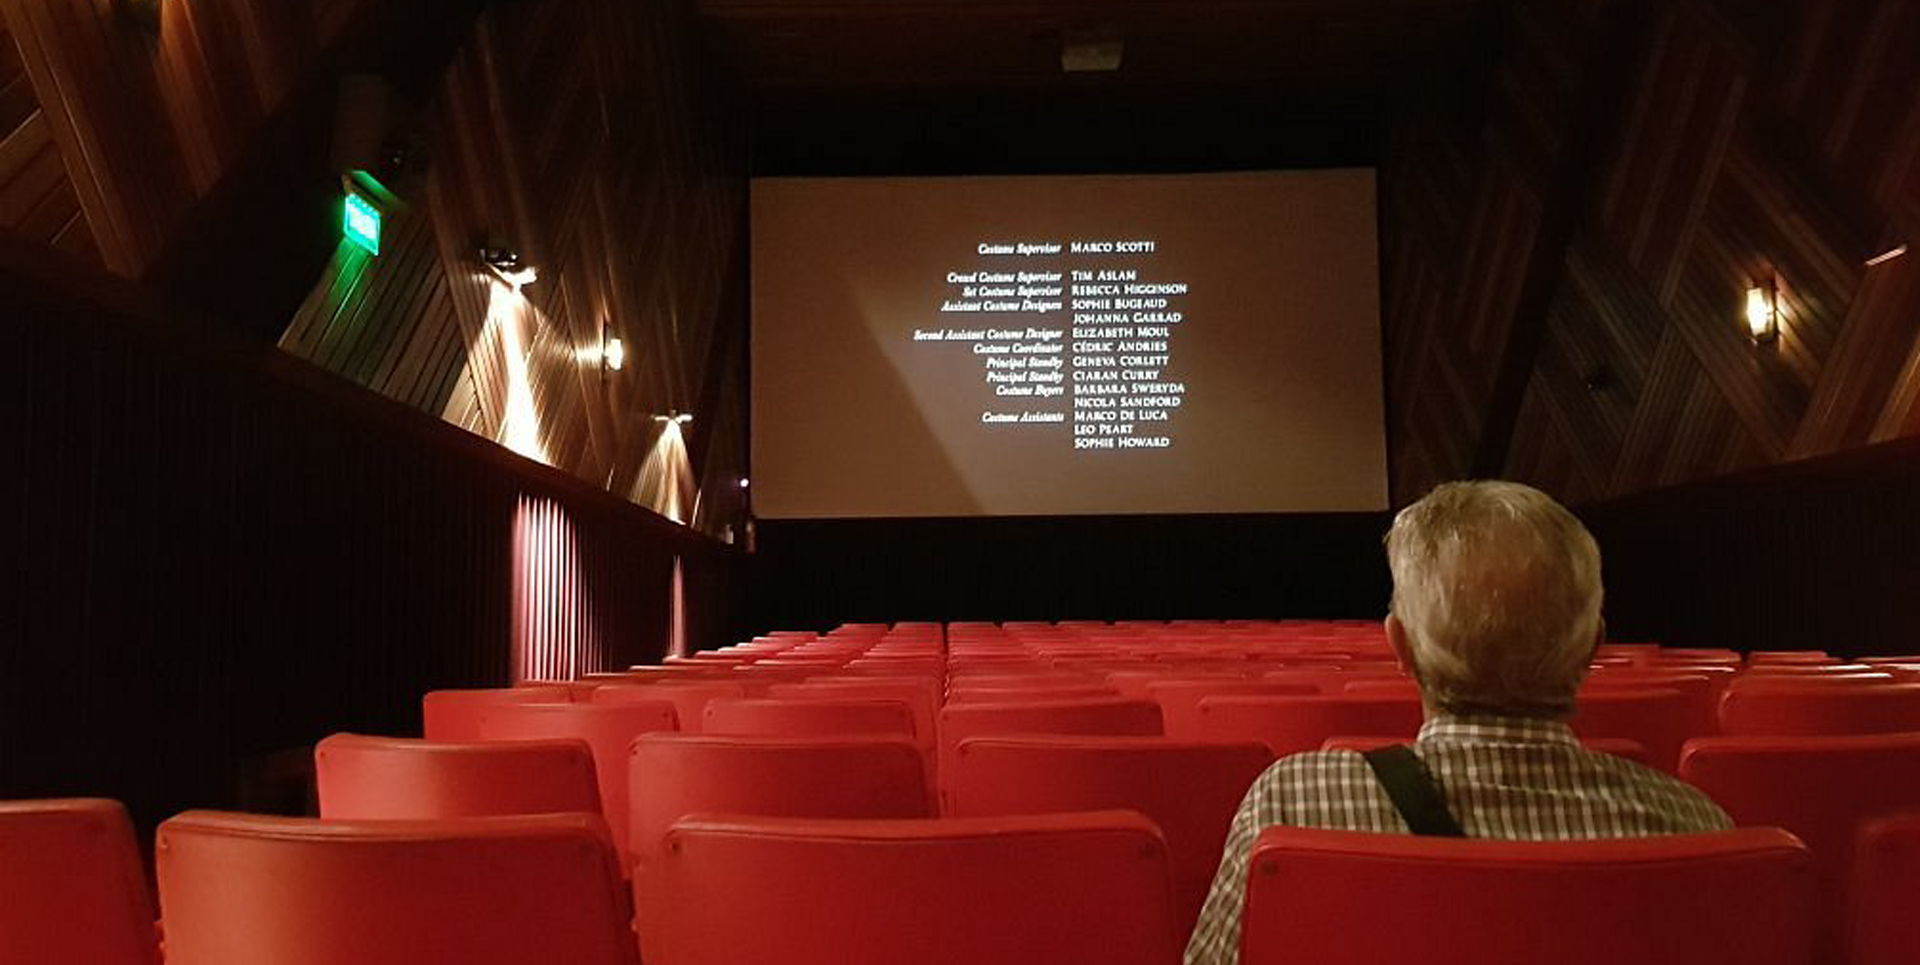 Costume Supervisor MARCO SCOTTI
Crowd Costume Supervisor TIM ASLAM
Set Costume Supervisor REBECCA HIGGINSON
Assistant Costume Designers SOPHIE BUGEAUD
JOHANNA GARRAD
Second Assistant Costume Designer ELIZABETH MOUL
Costume Coordinator CÉDRIC ANDRIES
Principal Standby GENEVA CORLETT
Principal Standby CIARAN CURRY
Costume Buyers BARBARA SWERYDA
NICOLA SANDFORD
Costume Assistants MARCO DE LUCA
LEO PEART
SOPHIE HOWARD